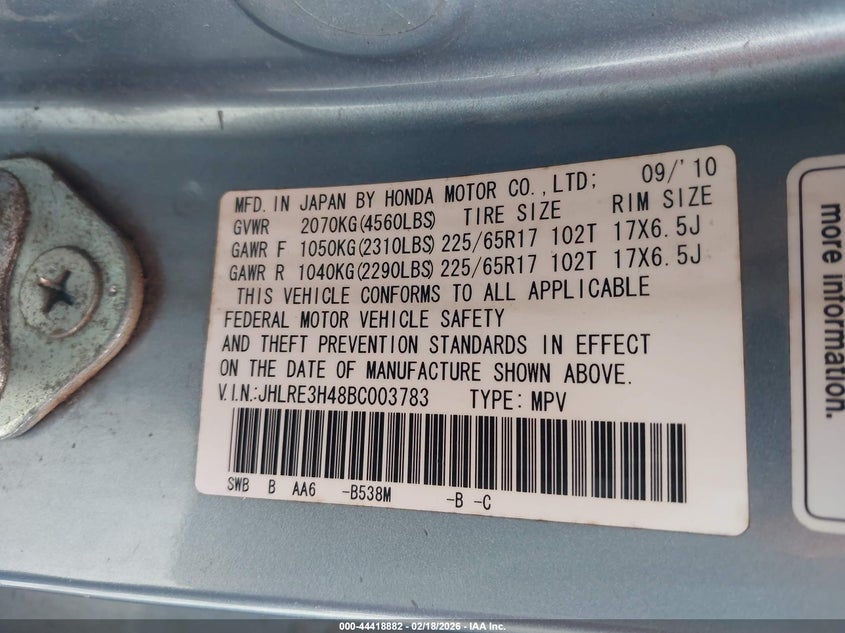 MFD. IN JAPAN BY HONDA MOTOR CO.,LTD; 09/'10
GVWR 2070KG(4560LBS) TIRE SIZE RIM SIZE
GAWR F 1050KG(2310LBS) 225/65R17 102T 17X6.5J
GAWR R 1040KG(2290LBS) 225/65R17 102T 17X6.5J
THIS VEHICLE CONFORMS TO ALL APPLICABLE
FEDERAL MOTOR VEHICLE SAFETY
AND THEFT PREVENTION STANDARDS IN EFFECT
ON THE DATE OF MANUFACTURE SHOWN ABOVE.
V.I.N.:JHLRE3H48BC003783 TYPE: MPV
SWB B AA6 -B538M -B -C
more information.
000-44418882 - 02/18/2026 - I A A , Inc.